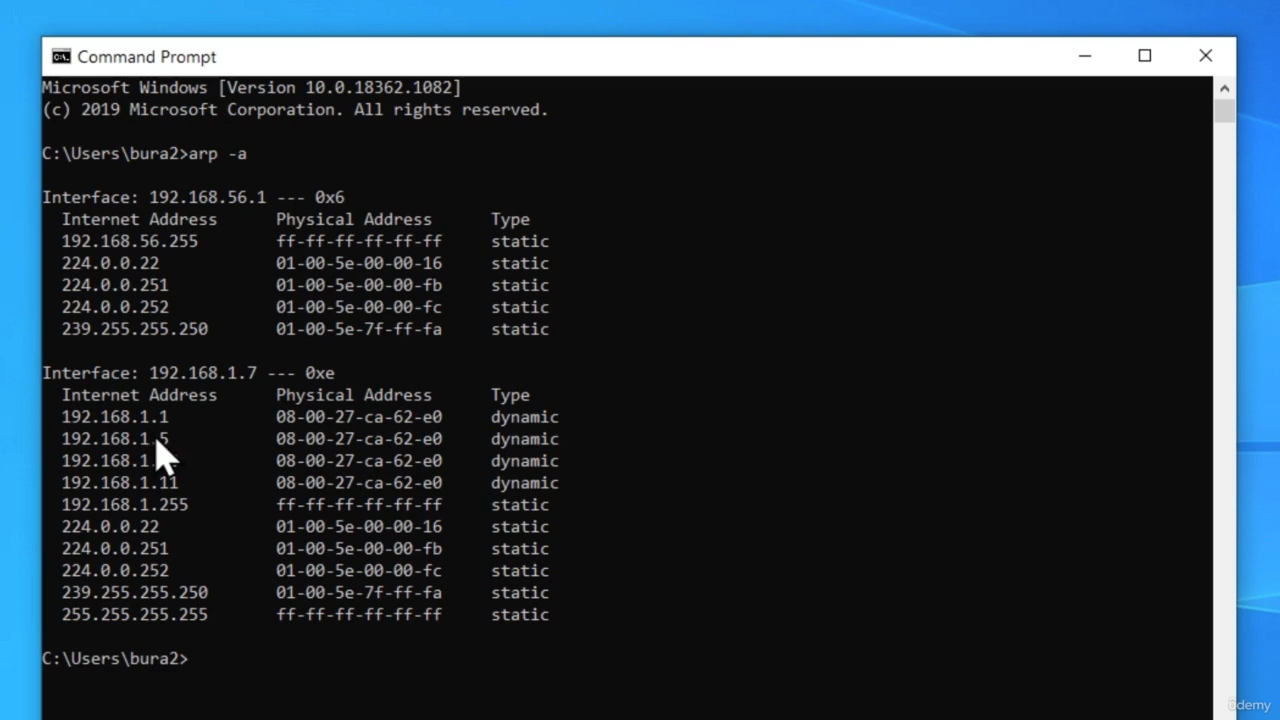 Command Prompt
Microsoft Windows [Version 10.0.18362.1082]
(c) 2019 Microsoft Corporation. All rights reserved.
C:\Users\bura2>arp -a
Interface: 192.168.56.1 --- 0x6
Internet Address Physical Address Type
192.168.56.255 ff-ff-ff-ff-ff-ff static
224.0.0.22 01-00-5e-00-00-16 static
224.0.0.251 01-00-5e-00-00-fb static
224.0.0.252 01-00-5e-00-00-fc static
239.255.255.250 01-00-5e-7f-ff-fa static
Interface: 192.168.1.7 --- 0xe
Internet Address Physical Address Type
192.168.1.1 08-00-27-ca-62-e0 dynamic
192.168.1.5 08-00-27-ca-62-e0 dynamic
08-00-27-ca-62-e0 dynamic
192.168.1.11 08-00-27-ca-62-e0 dynamic
192.168.1.255 ff-ff-ff-ff-ff-ff static
224.0.0.22 01-00-5e-00-00-16 static
224.0.0.251 01-00-5e-00-00-fb static
224.0.0.252 01-00-5e-00-00-fc static
239.255.255.250 01-00-5e-7f-ff-fa static
255.255.255.255 ff-ff-ff-ff-ff-ff static
C:\Users\bura2>
ûdemy